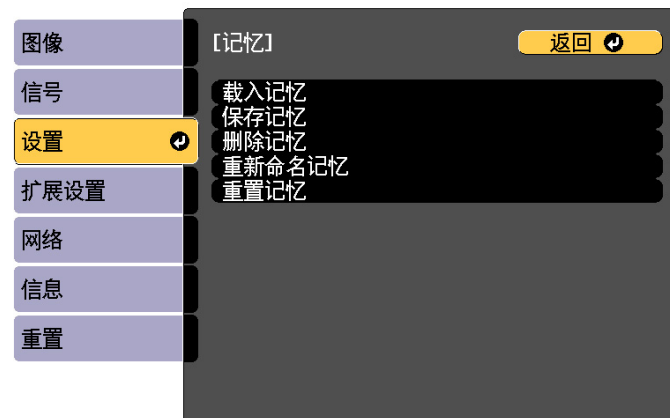 图像
信号
设置
扩展设置
网络
信息
重置
[记忆]
返回
载入记忆
保存记忆
删除记忆
重新命名记忆
重置记忆